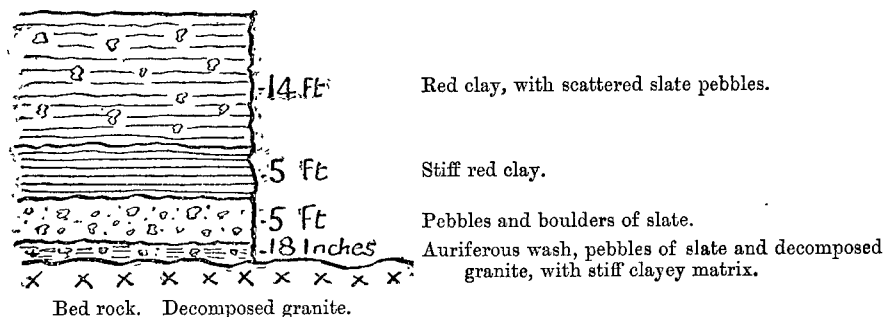 14 Ft Red clay, with scattered slate pebbles.
5 Ft Stiff red clay.
5 Ft Pebbles and boulders of slate.
18 Inches Auriferous wash, pebbles of slate and decomposed
granite, with stiff clayey matrix.
Bed rock. Decomposed granite.